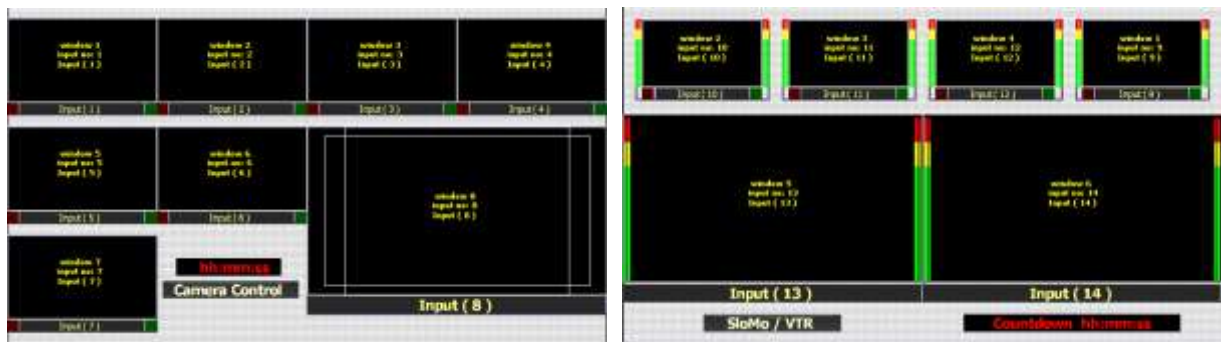 window 1
input no: 1
Input ( 1 )
window 2
input no: 2
Input ( 2 )
window 3
input no: 3
Input ( 3 )
window 4
input no: 4
Input ( 4 )
Input ( 1 )
Input ( 2 )
Input ( 3 )
Input ( 4 )
window 5
input no: 5
Input ( 5 )
window 6
input no: 6
Input ( 6 )
window 8
input no: 8
Input ( 8 )
Input ( 5 )
Input ( 6 )
window 7
input no: 7
Input ( 7 )
hh:mm:ss
Camera Control
Input ( 8 )
Input ( 7 )
window 2
input no: 10
Input ( 10 )
window 3
input no: 11
Input ( 11 )
window 4
input no: 12
Input ( 12 )
window 1
input no: 9
Input ( 9 )
Input ( 10 )
Input ( 11 )
Input ( 12 )
Input ( 9 )
window 5
input no: 13
Input ( 13 )
window 6
input no: 14
Input ( 14 )
Input ( 13 )
Input ( 14 )
SloMo / VTR
Countdown hh:mm:ss